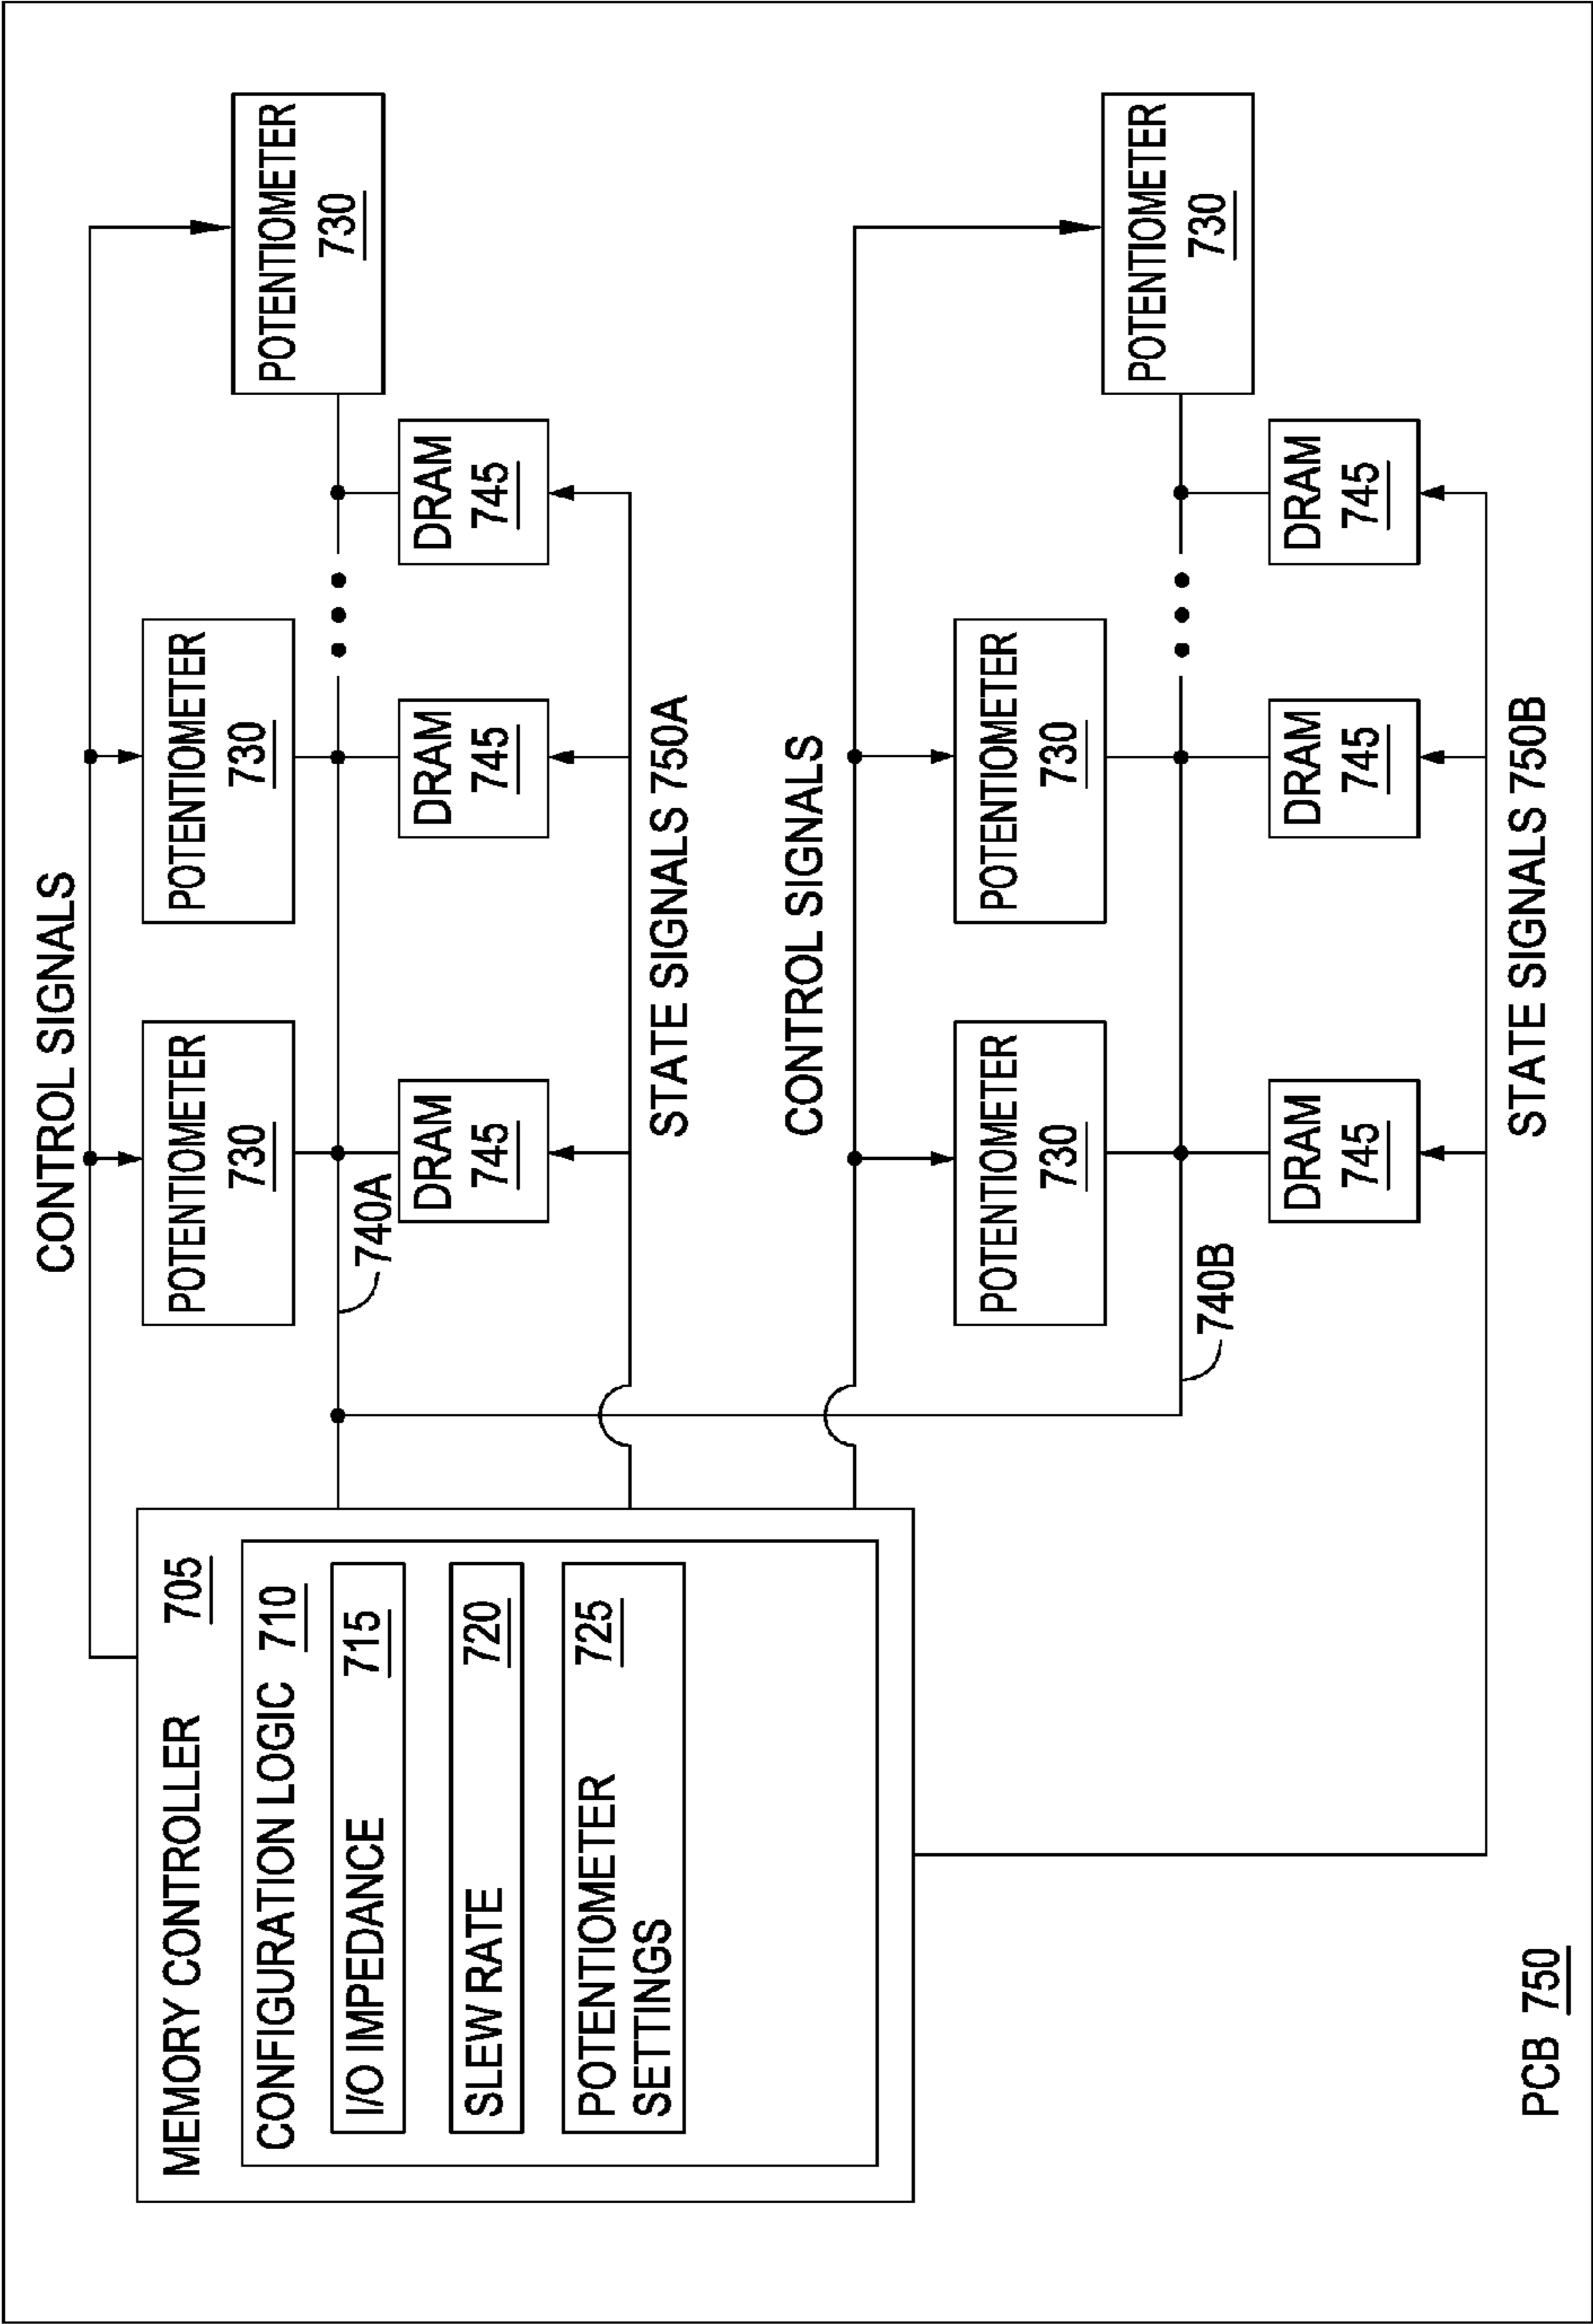 CONTROL SIGNALS
MEMORY CONTROLLER 705
CONFIGURATION LOGIC 710
I/O IMPEDANCE 715
SLEW RATE 720
POTENTIOMETER 725
SETTINGS
POTENTIOMETER
730
POTENTIOMETER
730
POTENTIOMETER
730
740A
DRAM
745
DRAM
745
DRAM
745
STATE SIGNALS 750A
CONTROL SIGNALS
POTENTIOMETER
730
POTENTIOMETER
730
POTENTIOMETER
730
740B
DRAM
745
DRAM
745
DRAM
745
STATE SIGNALS 750B
PCB 750